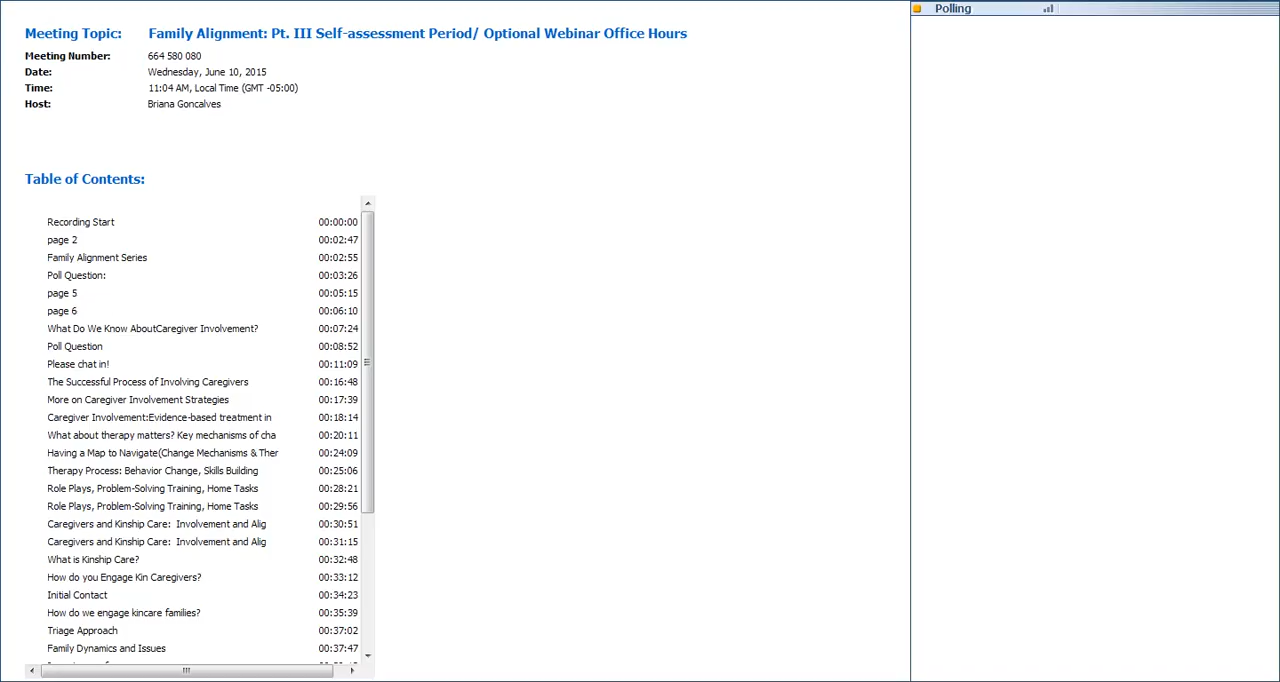 Polling
Meeting Topic: Family Alignment: Pt. III Self-assessment Period/ Optional Webinar Office Hours
Meeting Number: 664 580 080
Date: Wednesday, June 10, 2015
Time: 11:04 AM, Local Time (GMT -05:00)
Host: Briana Goncalves
Table of Contents:
Recording Start 00:00:00
page 2 00:02:47
Family Alignment Series 00:02:55
Poll Question: 00:03:26
page 5 00:05:15
page 6 00:06:10
What Do We Know AboutCaregiver Involvement? 00:07:24
Poll Question 00:08:52
Please chat in! 00:11:09
The Successful Process of Involving Caregivers 00:16:48
More on Caregiver Involvement Strategies 00:17:39
Caregiver Involvement:Evidence-based treatment in 00:18:14
What about therapy matters? Key mechanisms of cha 00:20:11
Having a Map to Navigate(Change Mechanisms & Ther 00:24:09
Therapy Process: Behavior Change, Skills Building 00:25:06
Role Plays, Problem-Solving Training, Home Tasks 00:28:21
Role Plays, Problem-Solving Training, Home Tasks 00:29:56
Caregivers and Kinship Care: Involvement and Alig 00:30:51
Caregivers and Kinship Care: Involvement and Alig 00:31:15
What is Kinship Care? 00:32:48
How do you Engage Kin Caregivers? 00:33:12
Initial Contact 00:34:23
How do we engage kincare families? 00:35:39
Triage Approach 00:37:02
Family Dynamics and Issues 00:37:47